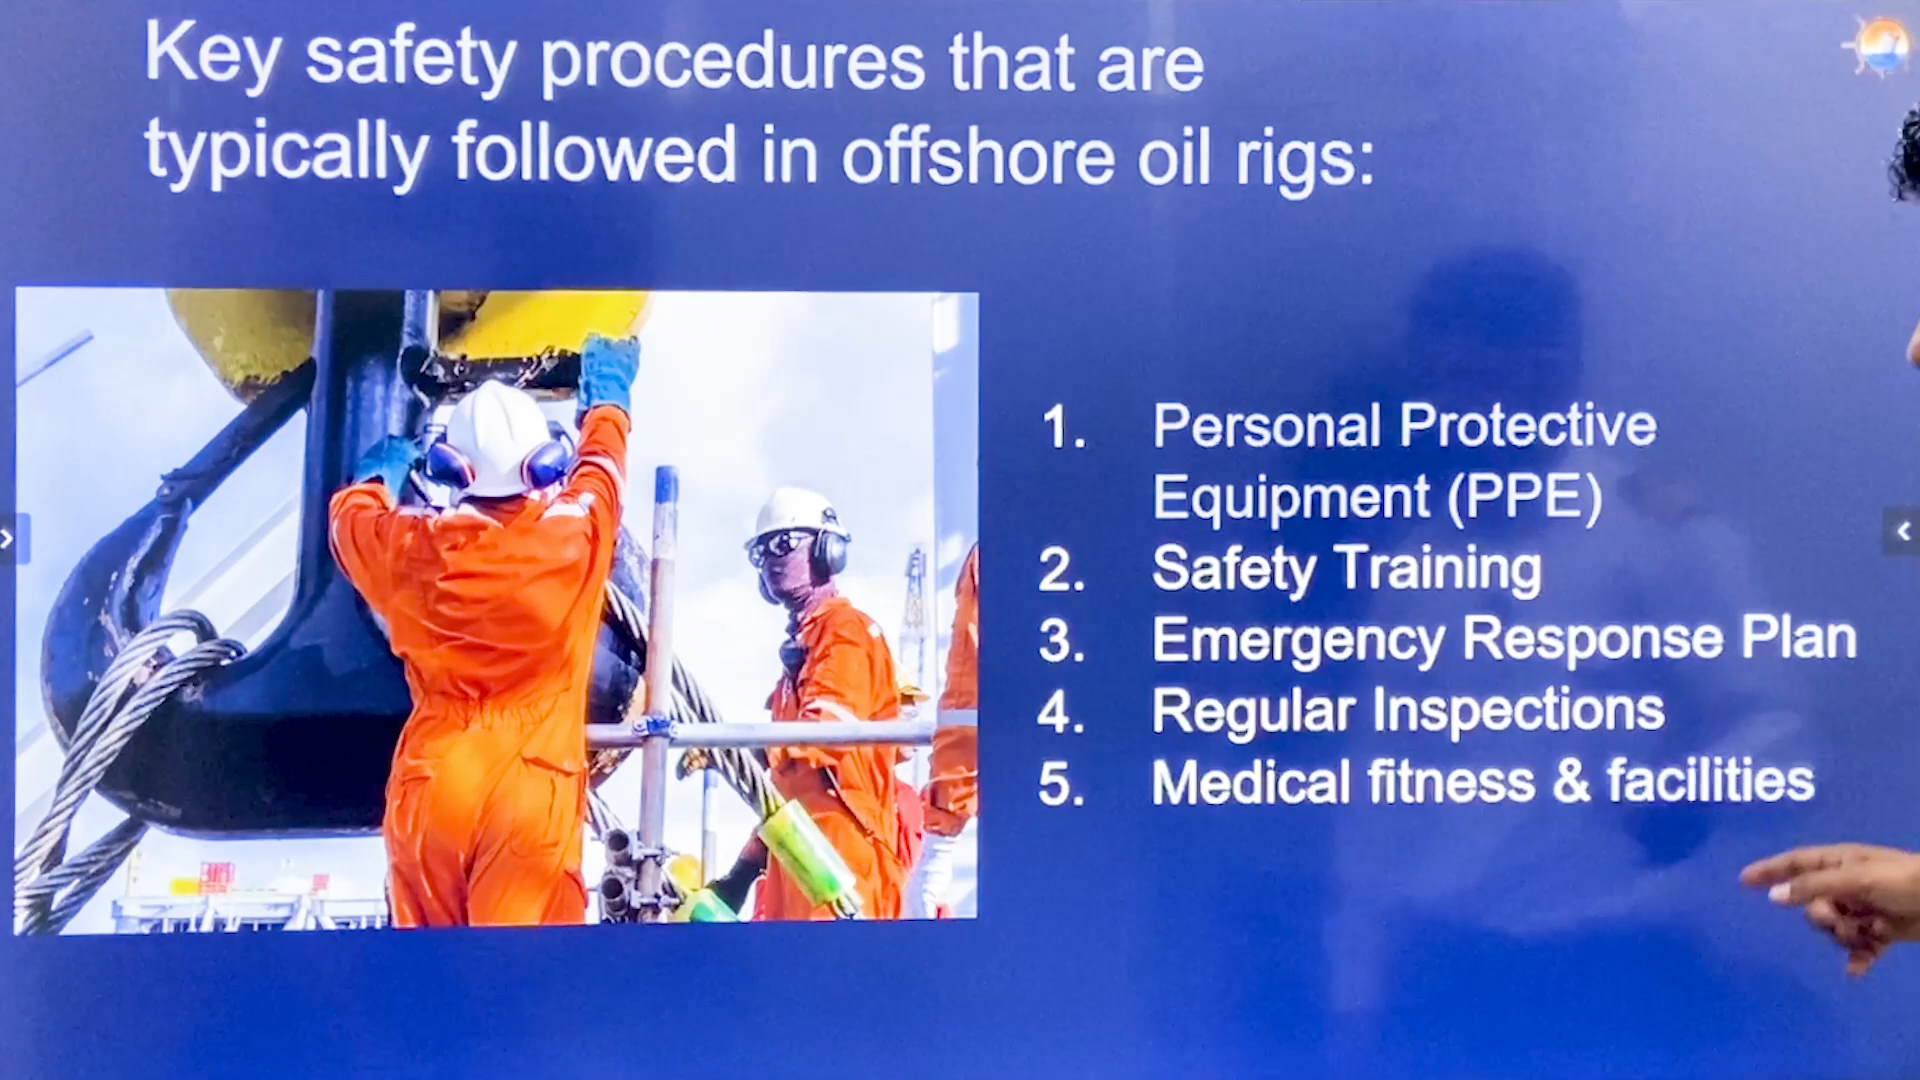 Key safety procedures that are
typically followed in offshore oil rigs:
1. Personal Protective
Equipment (PPE)
2. Safety Training
3. Emergency Response Plan
4. Regular Inspections
5. Medical fitness & facilities